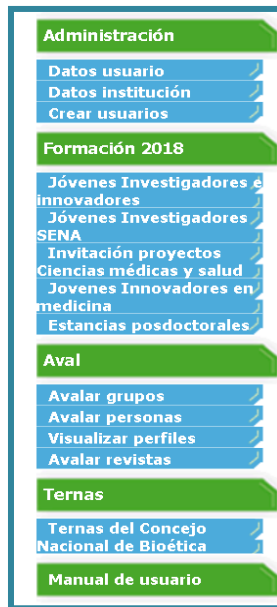 Administración
Datos usuario
Datos institución
Crear usuarios
Formación 2018
Jóvenes Investigadores e
innovadores
Jóvenes Investigadores
SENA
Invitación proyectos
Ciencias médicas y salud
Jovenes Innovadores en
medicina
Estancias posdoctorales
Aval
Avalar grupos
Avalar personas
Visualizar perfiles
Avalar revistas
Ternas
Ternas del Concejo
Nacional de Bioética
Manual de usuario